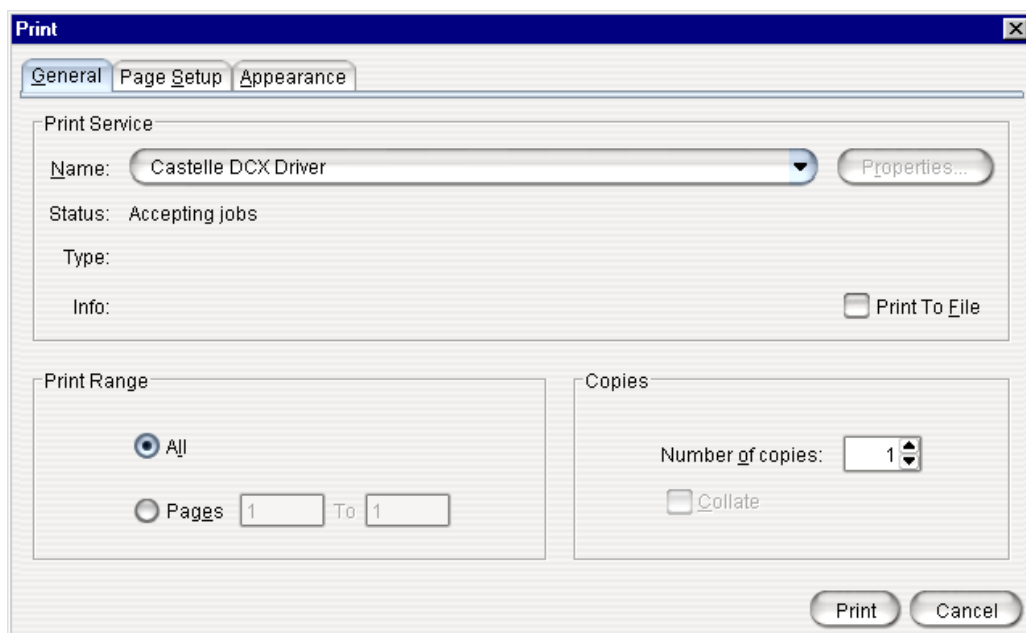 Print
General Page Setup Appearance
Print Service
Name: Castelle DCX Driver Properties...
Status: Accepting jobs
Type:
Info: Print To File
Print Range
All
Pages 1 To 1
Copies
Number of copies: 1
Collate
Print Cancel